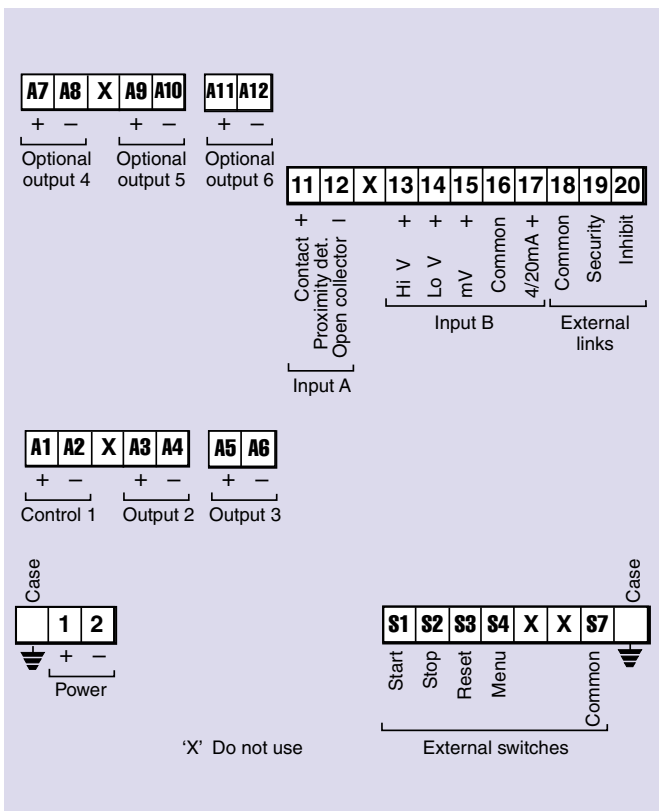 A7 A8 X A9 A10 A11 A12
+ − + − + −
Optional output 4
Optional output 5
Optional output 6
11 12 X 13 14 15 16 17 18 19 20
Contact +
Proximity det.
Open collector −
Input A
Hi V +
Lo V +
mV +
Common
4/20mA +
Input B
Common
Security
Inhibit
External links
A1 A2 X A3 A4 A5 A6
+ − + − + −
Control 1 Output 2 Output 3
Case
1 2
+ −
Power
S1 S2 S3 S4 X X S7
Start
Stop
Reset
Menu
Common
Case
External switches
'X' Do not use